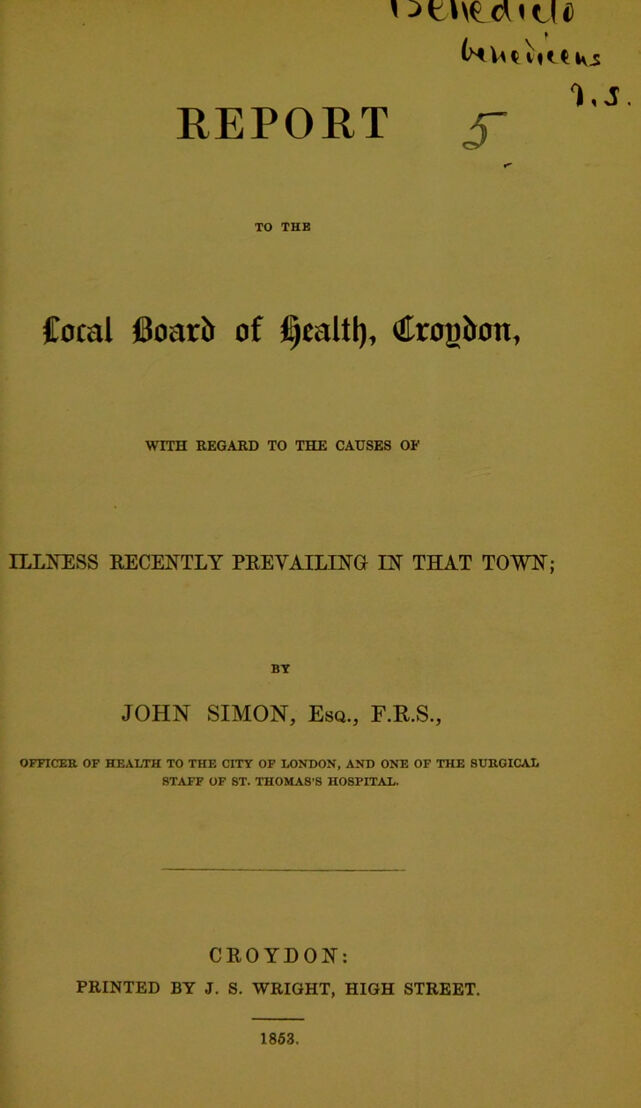 REPORT 5
TO THE
Local Board of Health, Croydon,
WITH REGARD TO THE CAUSES OF
ILLNESS RECENTLY PREVAILING IN THAT TOWN;
BY
JOHN SIMON, Esq., F.R.S.,
OFFICER OF HEALTH TO THE CITY OF LONDON, AND ONE OF THE SURGICAL
STAFF OF ST. THOMAS'S HOSPITAL.
CROYDON:
PRINTED BY J. S. WRIGHT, HIGH STREET.
1853.